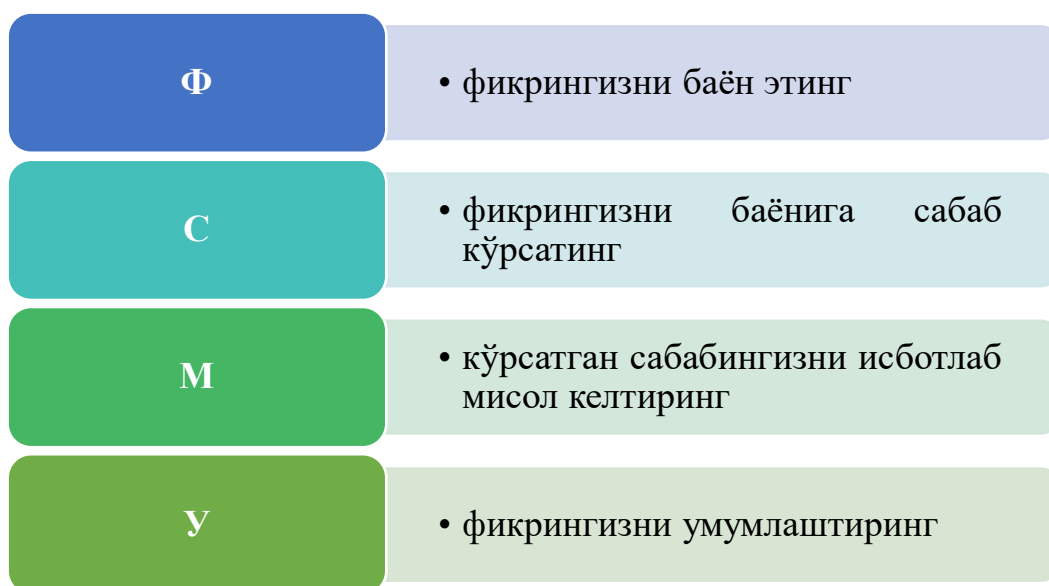 Ф
• фикрингизни баён этинг
С
• фикрингизни баёнига сабаб
кўрсатинг
М
• кўрсатган сабабингизни исботлаб
мисол келтиринг
У
• фикрингизни умумлаштиринг